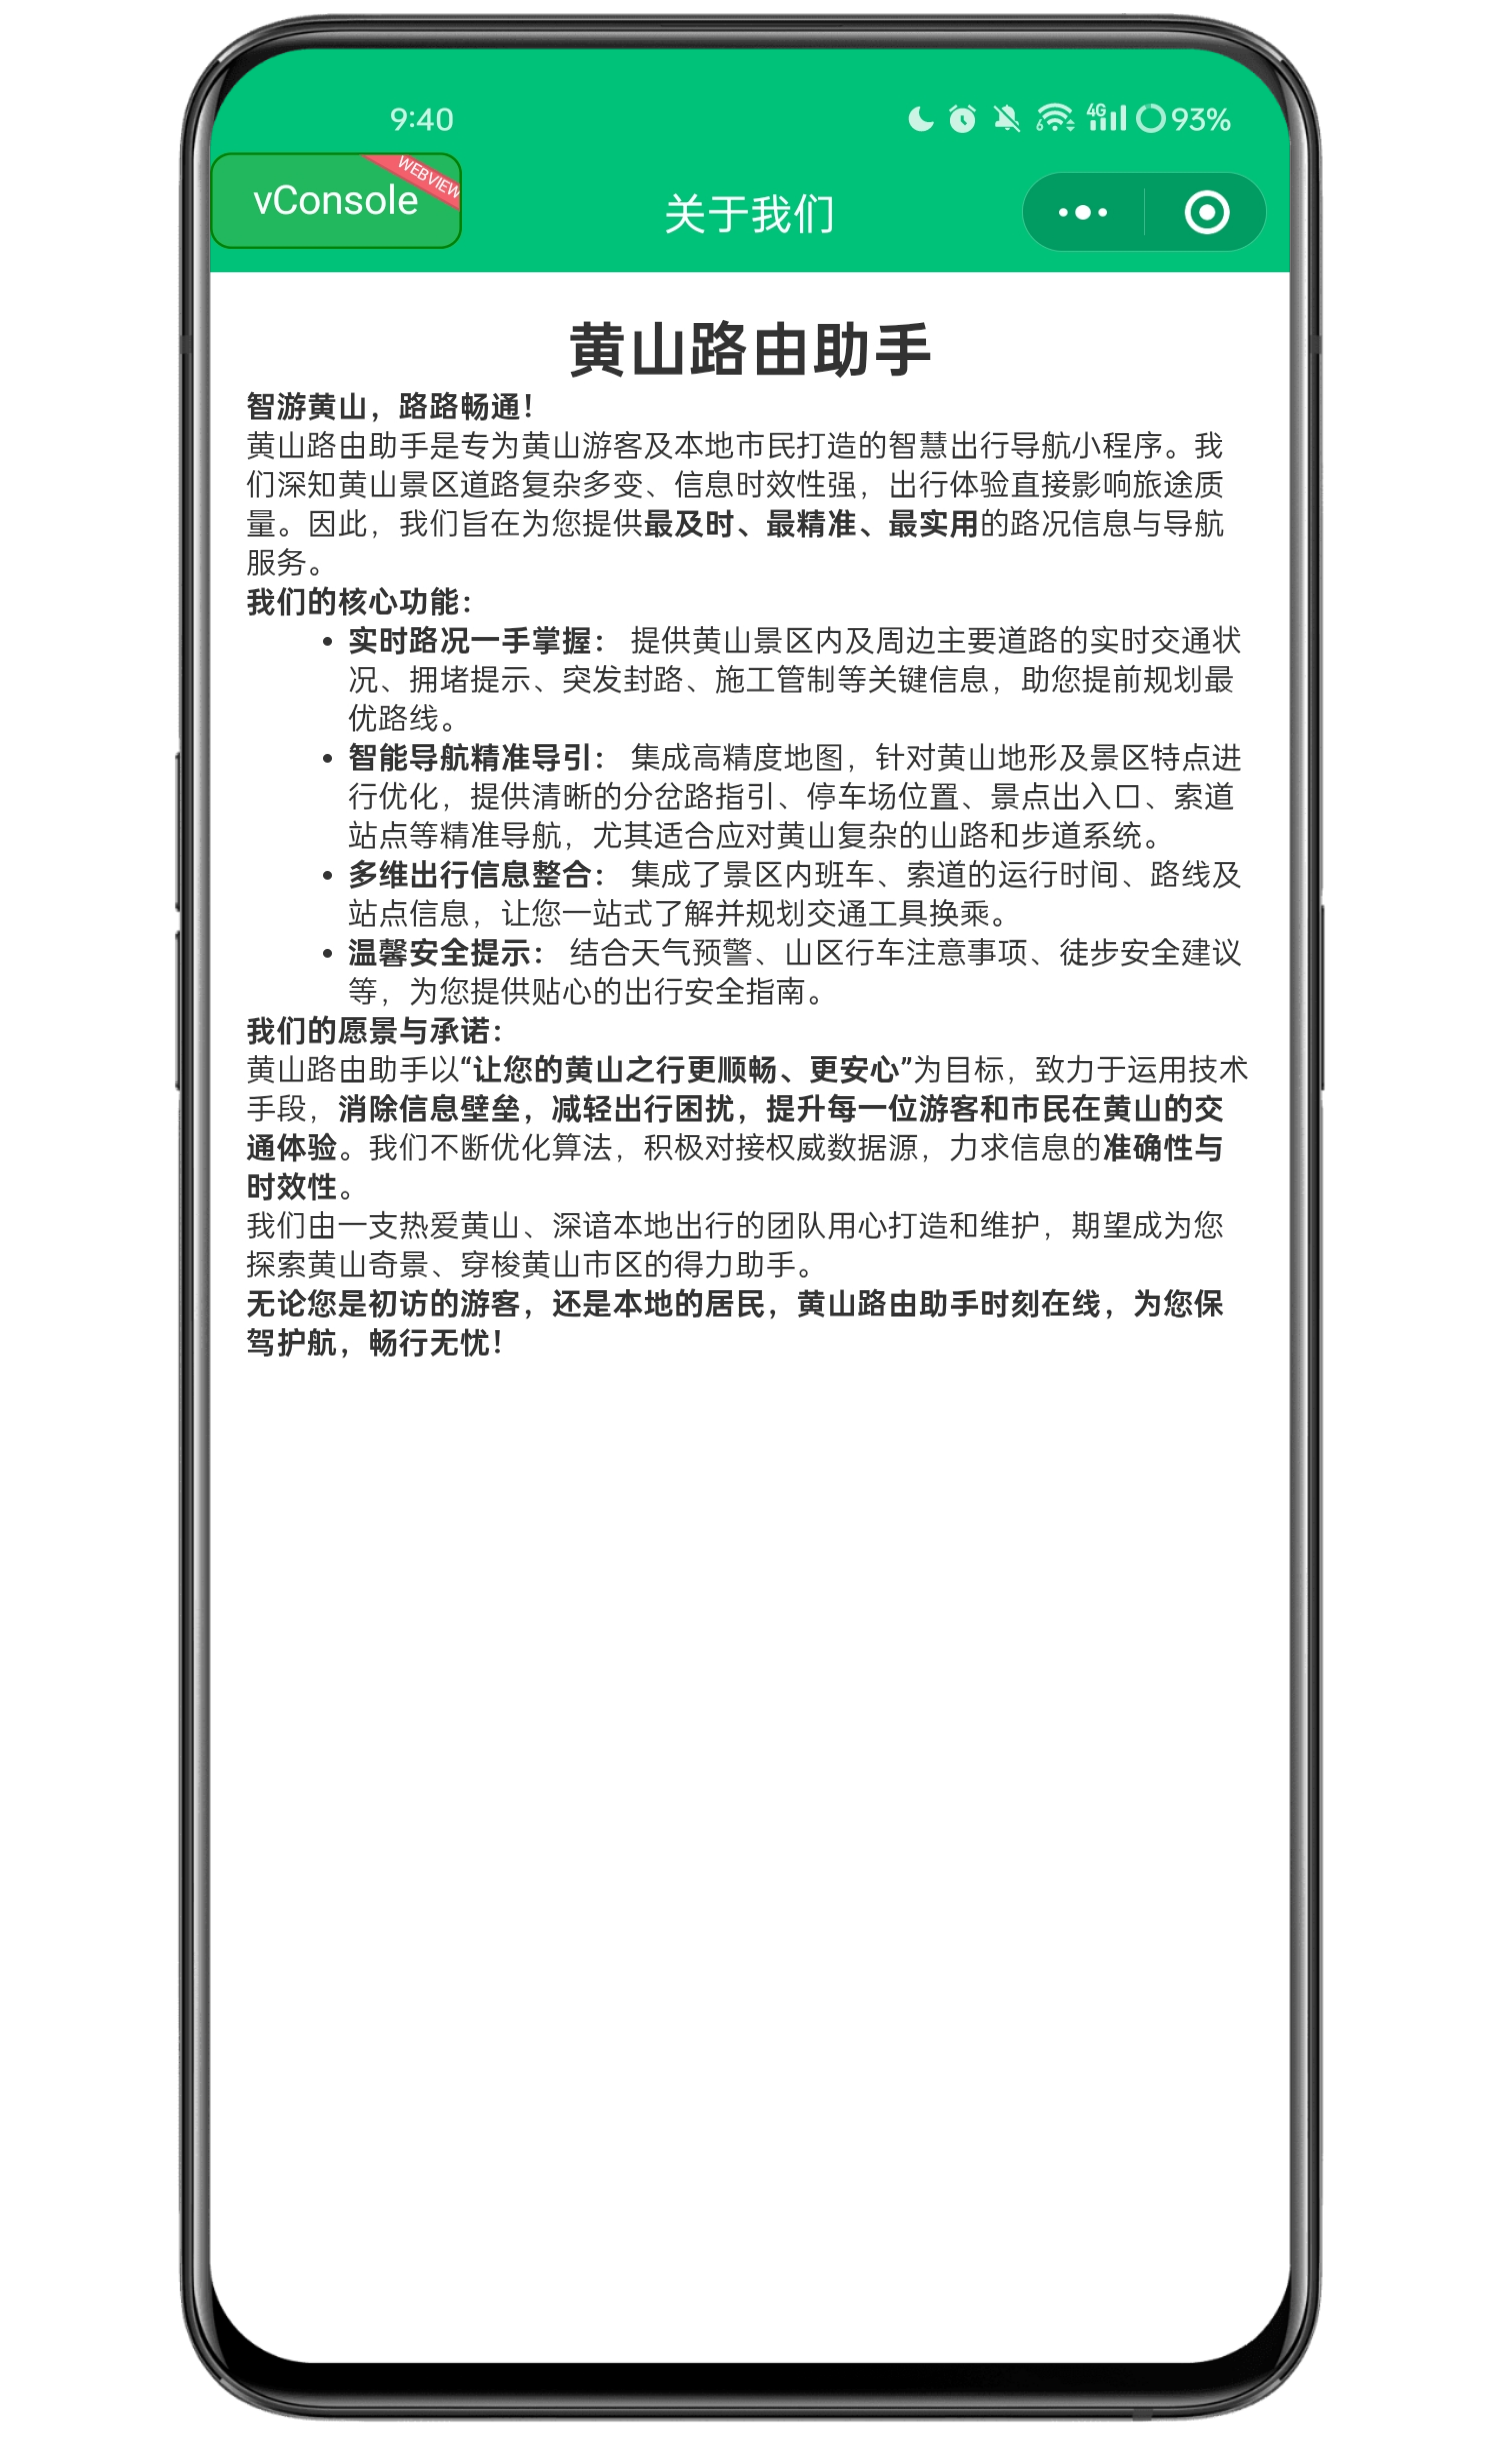 9:40
6
4G
93%
vConsole
WEBVIEW
关于我们
黄山路由助手
智游黄山，路路畅通！
黄山路由助手是专为黄山游客及本地市民打造的智慧出行导航小程序。我
们深知黄山景区道路复杂多变、信息时效性强，出行体验直接影响旅途质
量。因此，我们旨在为您提供最及时、最精准、最实用的路况信息与导航
服务。
我们的核心功能：
• 实时路况一手掌握： 提供黄山景区内及周边主要道路的实时交通状
况、拥堵提示、突发封路、施工管制等关键信息，助您提前规划最
优路线。
• 智能导航精准导引： 集成高精度地图，针对黄山地形及景区特点进
行优化，提供清晰的分岔路指引、停车场位置、景点出入口、索道
站点等精准导航，尤其适合应对黄山复杂的山路和步道系统。
• 多维出行信息整合： 集成了景区内班车、索道的运行时间、路线及
站点信息，让您一站式了解并规划交通工具换乘。
• 温馨安全提示： 结合天气预警、山区行车注意事项、徒步安全建议
等，为您提供贴心的出行安全指南。
我们的愿景与承诺：
黄山路由助手以“让您的黄山之行更顺畅、更安心”为目标，致力于运用技术
手段，消除信息壁垒，减轻出行困扰，提升每一位游客和市民在黄山的交
通体验。我们不断优化算法，积极对接权威数据源，力求信息的准确性与
时效性。
我们由一支热爱黄山、深谙本地出行的团队用心打造和维护，期望成为您
探索黄山奇景、穿梭黄山市区的得力助手。
无论您是初访的游客，还是本地的居民，黄山路由助手时刻在线，为您保
驾护航，畅行无忧！